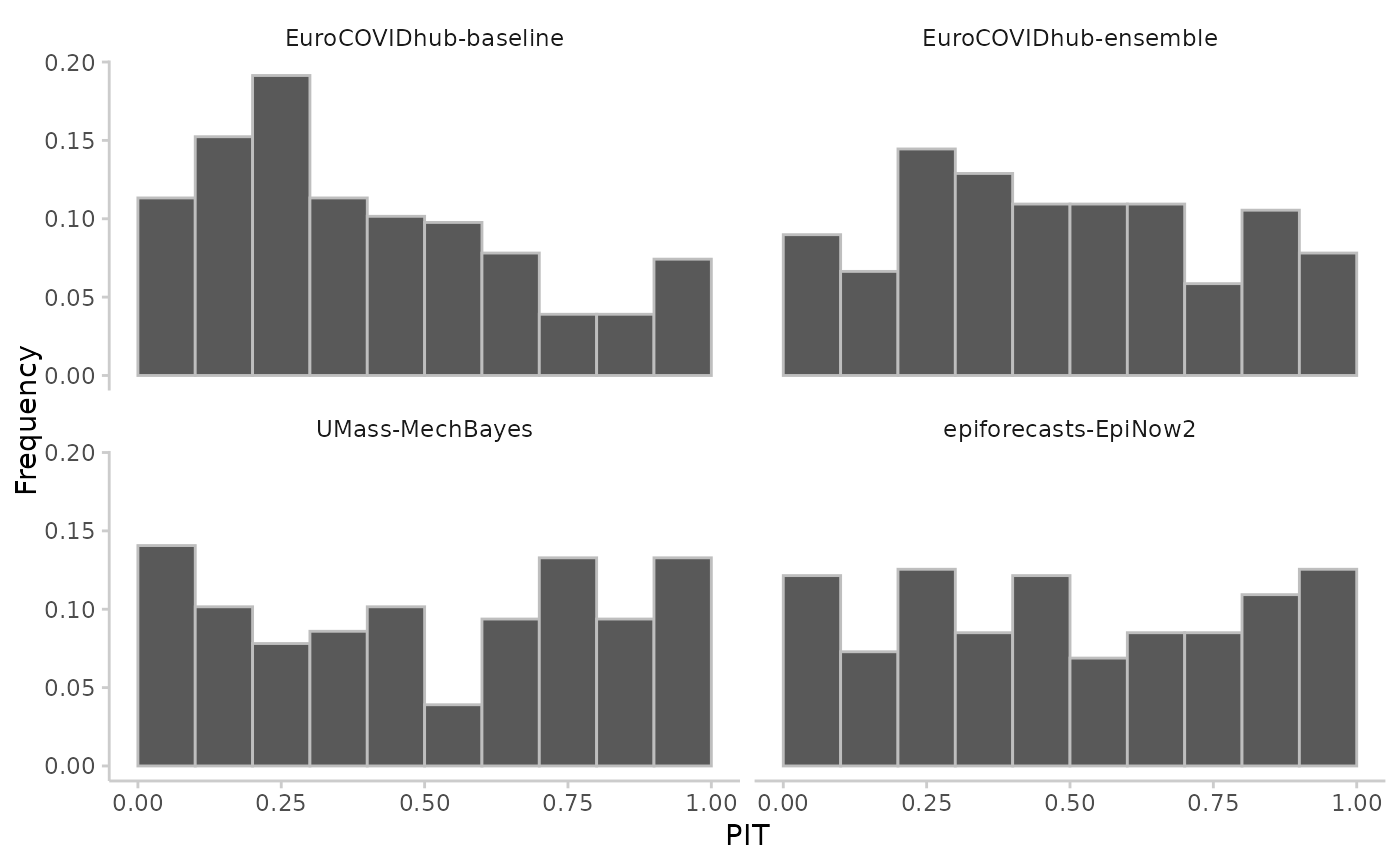 EuroCOVIDhub-baseline
EuroCOVIDhub-ensemble
0.20
0.15
0.10
0.05
0.00
Frequency
UMass-MechBayes
epiforecasts-EpiNow2
0.20
0.15
0.10
0.05
0.00
0.00 0.25 0.50 0.75 1.00
0.00 0.25 0.50 0.75 1.00
PIT